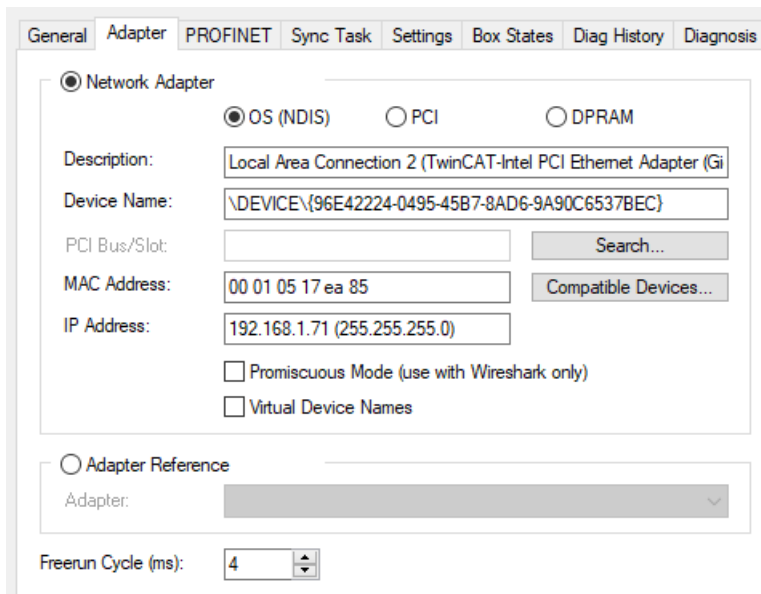 General Adapter PROFINET Sync Task Settings Box States Diag History Diagnosis
Network Adapter
OS (NDIS) PCI DPRAM
Description: Local Area Connection 2 (TwinCAT-Intel PCI Ethernet Adapter (Gi
Device Name: \DEVICE\{96E42224-0495-45B7-8AD6-9A90C6537BEC}
PCI Bus/Slot: Search...
MAC Address: 00 01 05 17 ea 85 Compatible Devices...
IP Address: 192.168.1.71 (255.255.255.0)
Promiscuous Mode (use with Wireshark only)
Virtual Device Names
Adapter Reference
Adapter:
Freerun Cycle (ms): 4